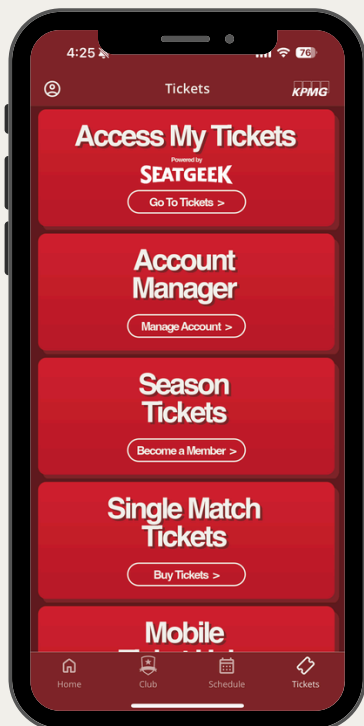 4:25
76
Tickets
KPMG
Access My Tickets
Powered by
SEATGEEK
Go To Tickets >
Account
Manager
Manage Account >
Season
Tickets
Become a Member >
Single Match
Tickets
Buy Tickets >
Mobile
Home
Club
Schedule
Tickets